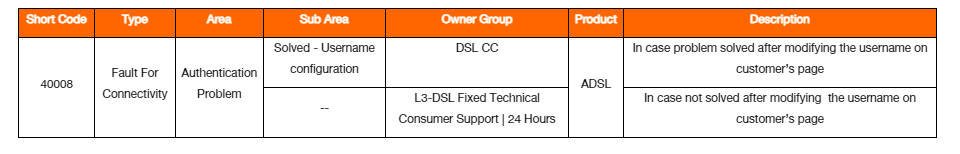 Short Code Type Area Sub Area Owner Group Product Description
40008
Fault For
Connectivity
Authentication
Problem
Solved - Username
configuration
DSL CC
ADSL
In case problem solved after modifying the username on
customer's page
--
L3-DSL Fixed Technical
Consumer Support | 24 Hours
In case not solved after modifying the username on
customer's page